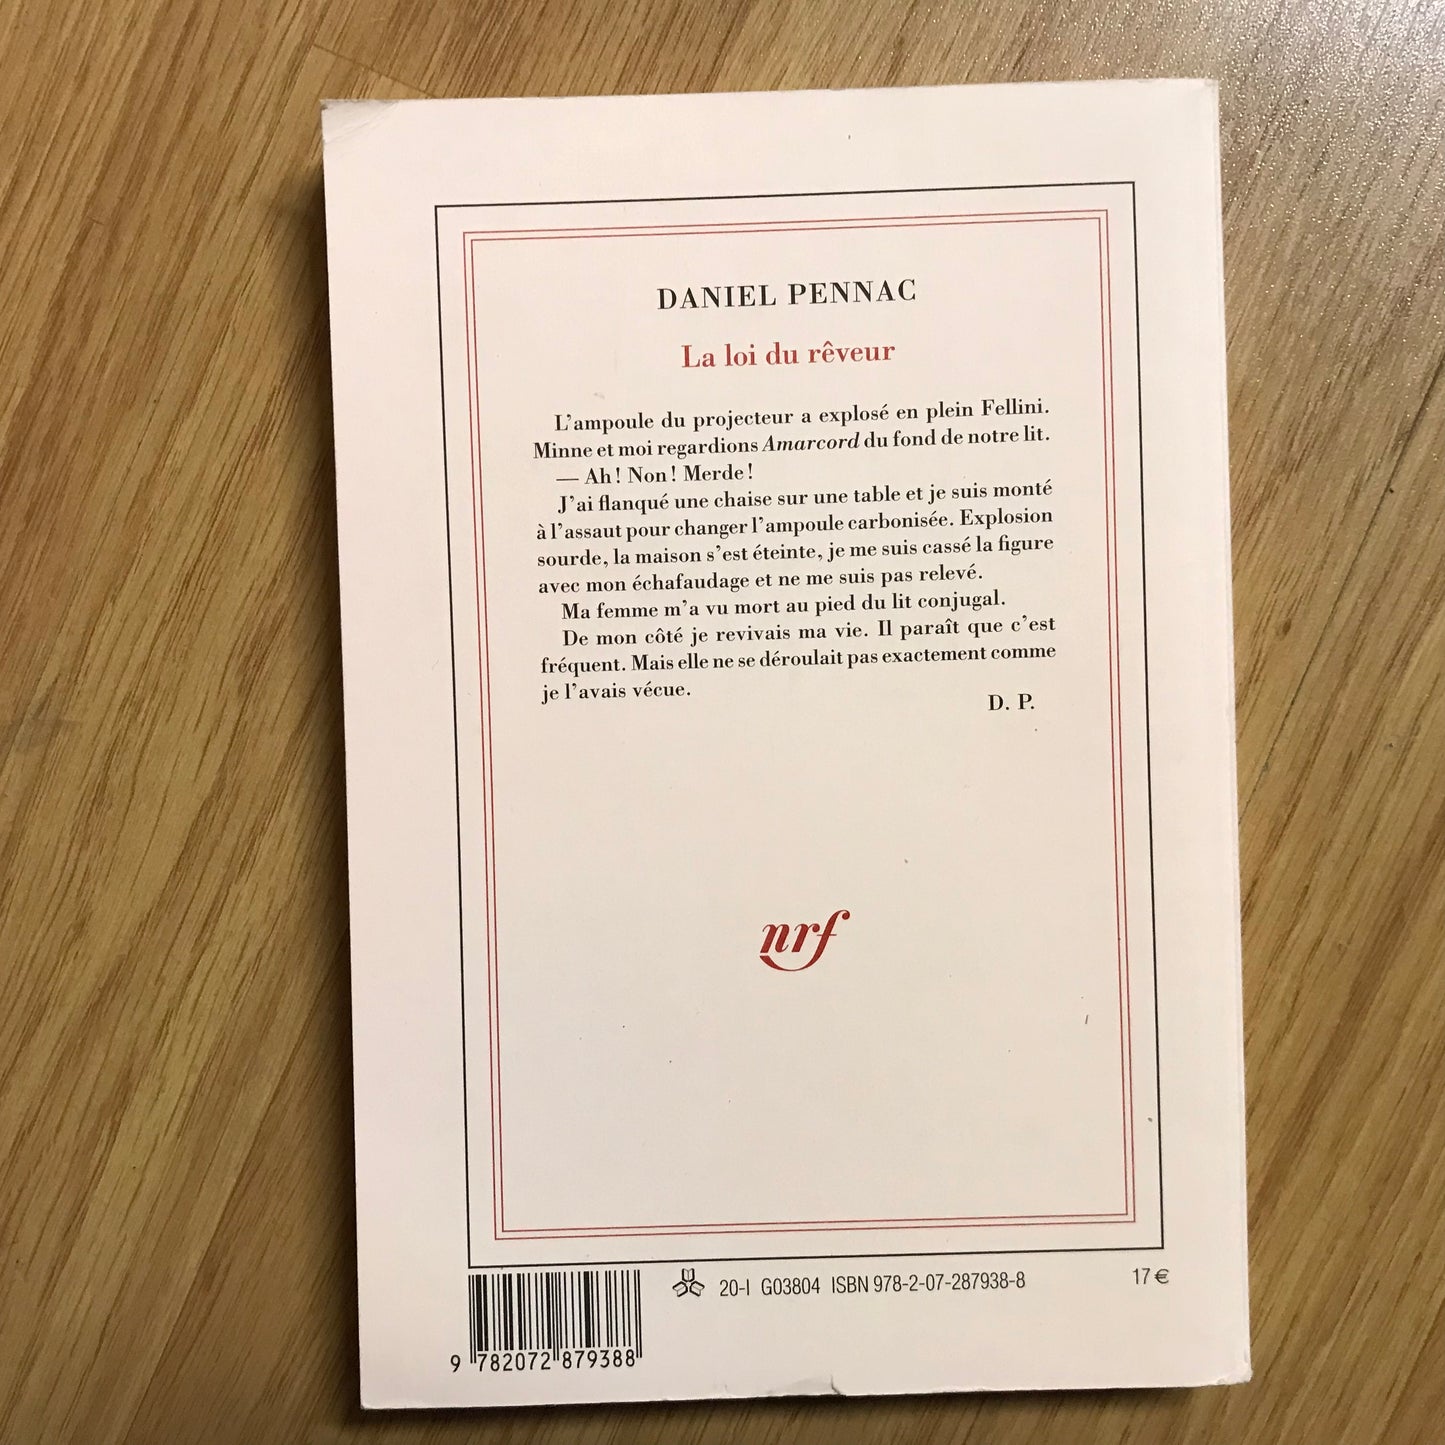 DANIEL PENNAC
La loi du rêveur
L'ampoule du projecteur a explosé en plein Fellini.
Minne et moi regardions Amarcord du fond de notre lit.
— Ah ! Non ! Merde !
J'ai flanqué une chaise sur une table et je suis monté
à l'assaut pour changer l'ampoule carbonisée. Explosion
sourde, la maison s'est éteinte, je me suis cassé la figure
avec mon échafaudage et ne me suis pas relevé.
Ma femme m'a vu mort au pied du lit conjugal.
De mon côté je revivais ma vie. Il paraît que c'est
fréquent. Mais elle ne se déroulait pas exactement comme
je l'avais vécue.
D. P.
nrf
20-I G03804 ISBN 978-2-07-287938-8
17 €
9 782072 879388